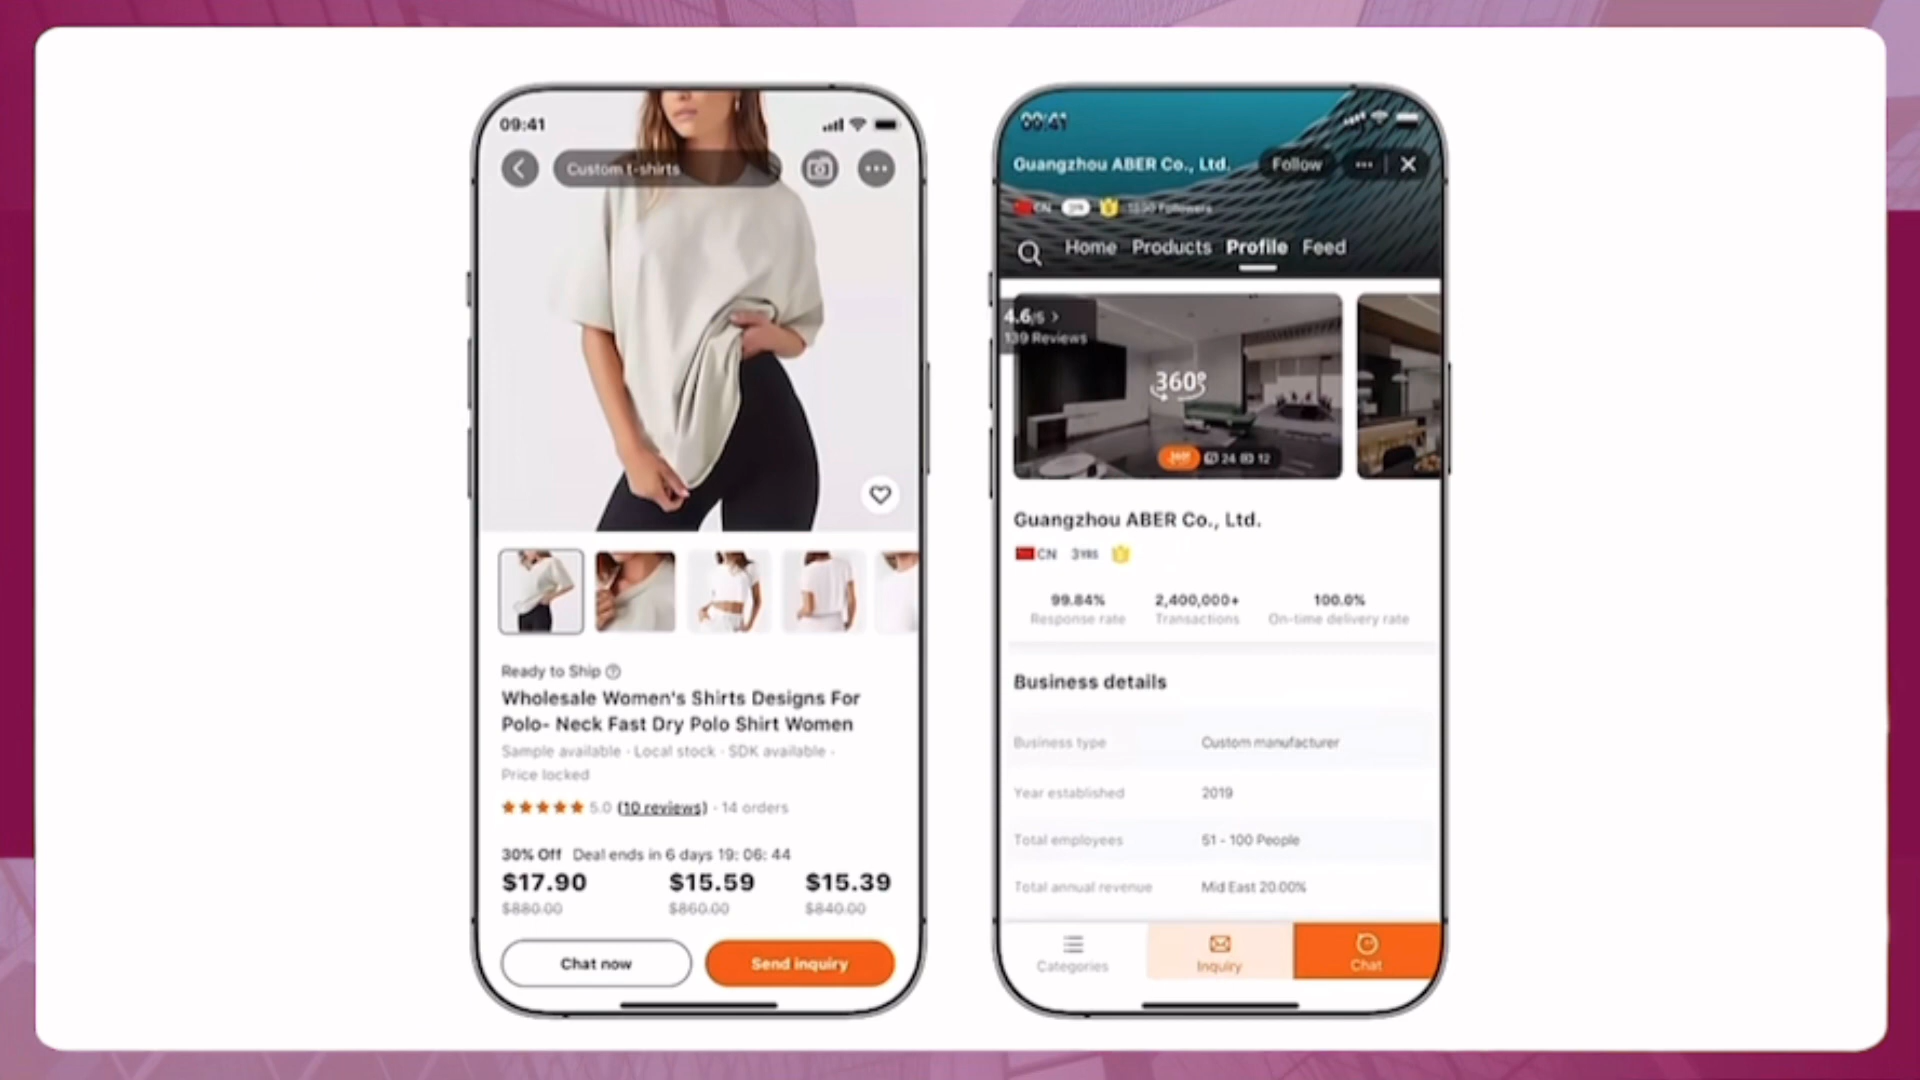 09:41
Custom t-shirts
Ready to Ship
Wholesale Women's Shirts Designs For
Polo- Neck Fast Dry Polo Shirt Women
Sample available · Local stock · SDK available ·
Price locked
5.0 (10 reviews) · 14 orders
30% Off Deal ends in 6 days 19: 06: 44
$17.90 $15.59 $15.39
$880.00 $860.00 $840.00
Chat now
Send inquiry
09:41
Guangzhou ABER Co., Ltd. Follow
CN Followers
Home Products Profile Feed
4.6/5 >
139 Reviews
360°
24 12
Guangzhou ABER Co., Ltd.
CN 3YRS
99.84% 2,400,000+ 100.0%
Response rate Transactions On-time delivery rate
Business details
Business type Custom manufacturer
Year established 2019
Total employees 51 - 100 People
Total annual revenue Mid East 20.00%
Categories Inquiry Chat